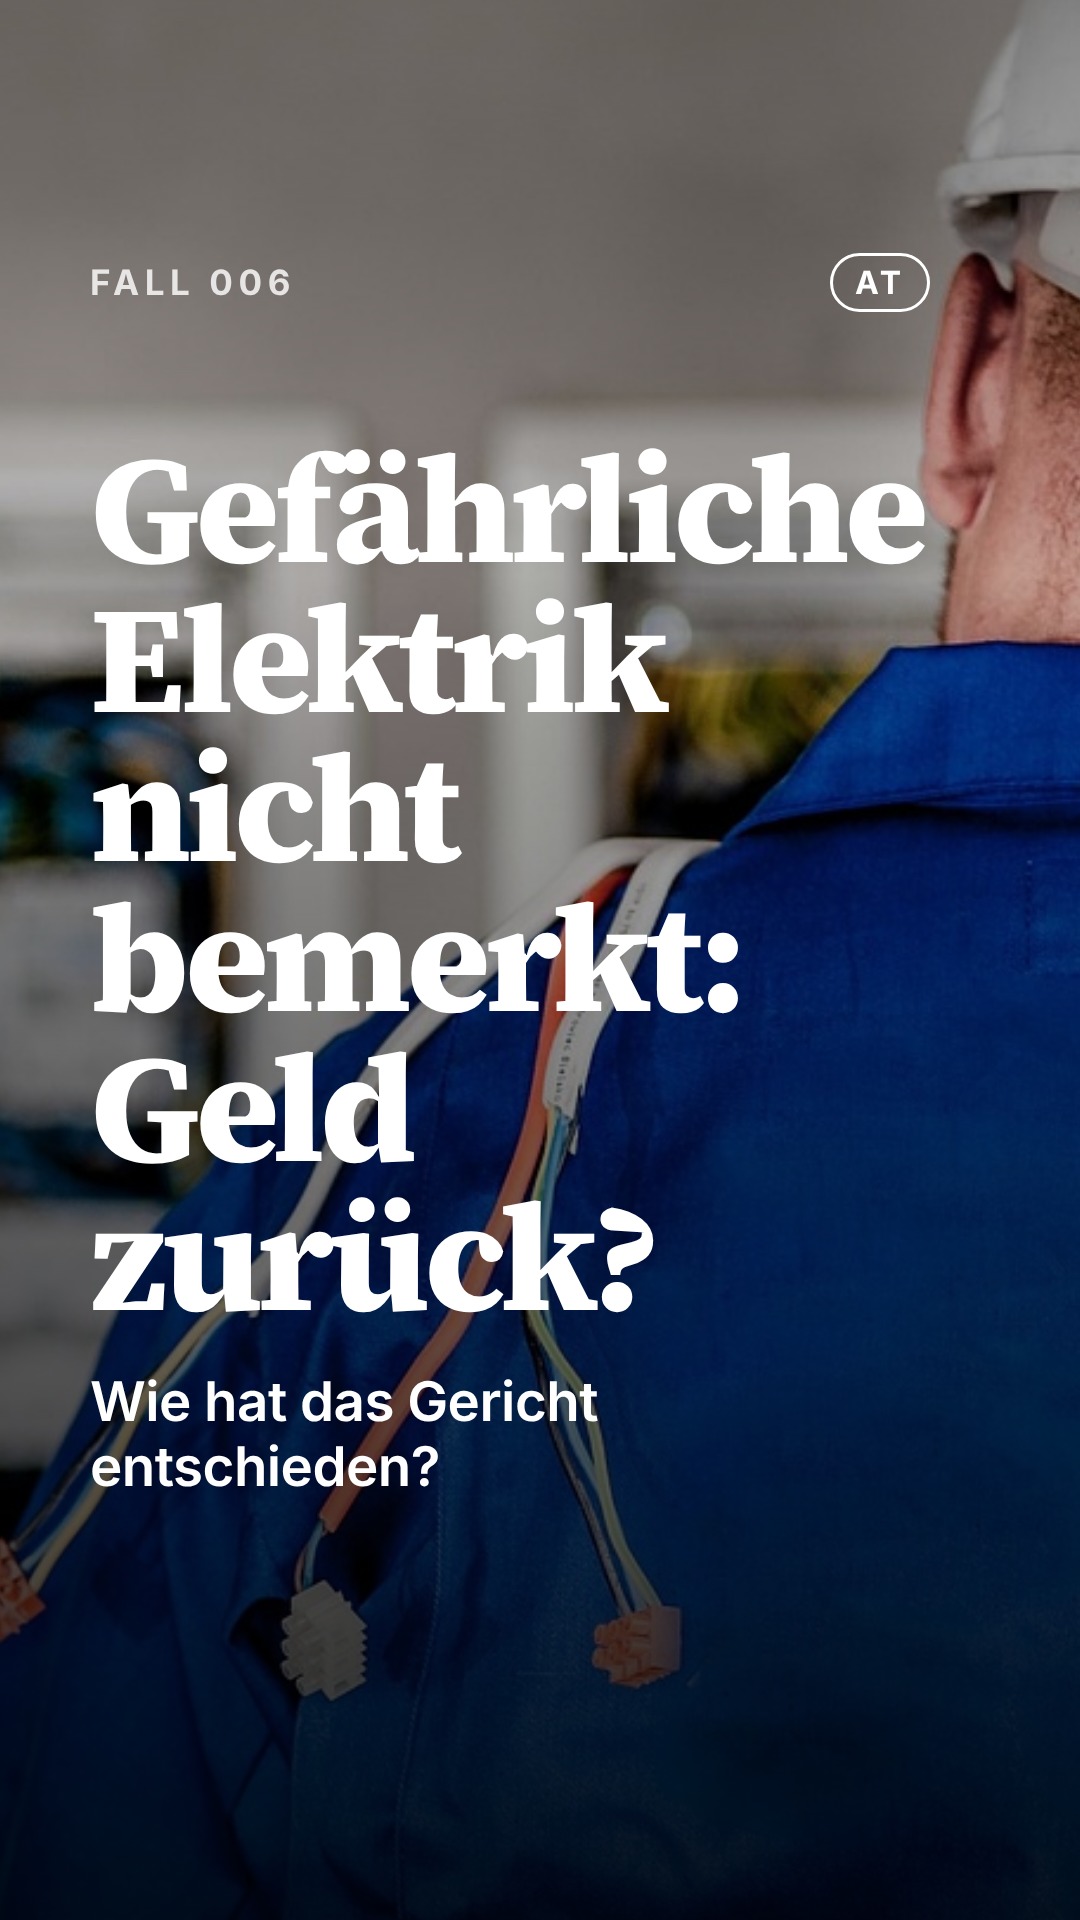 FALL 006
AT
Gefährliche
Elektrik
nicht
bemerkt:
Geld
zurück?
Wie hat das Gericht
entschieden?